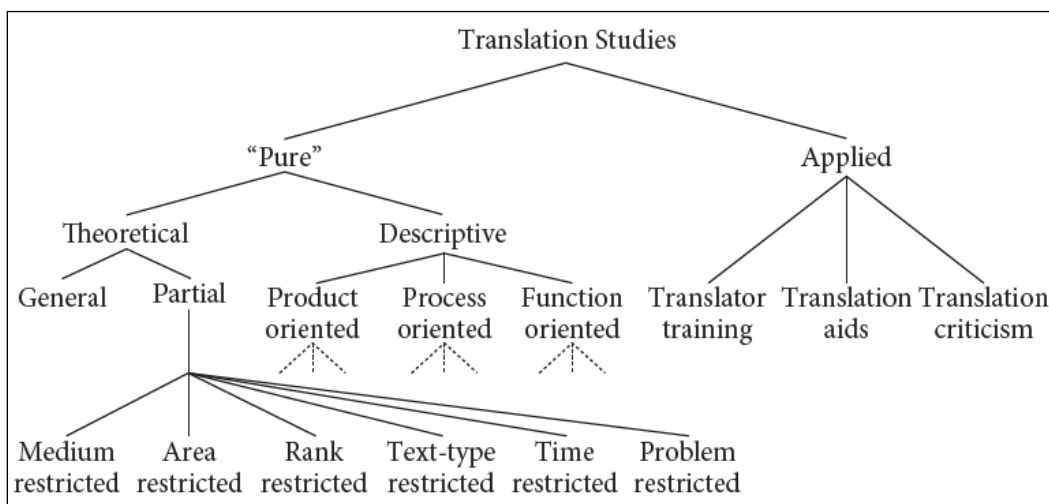 Translation Studies
“Pure”
Applied
Theoretical
Descriptive
General
Partial
Product
oriented
Process
oriented
Function
oriented
Translator
training
Translation
aids
Translation
criticism
Medium
restricted
Area
restricted
Rank
restricted
Text-type
restricted
Time
restricted
Problem
restricted